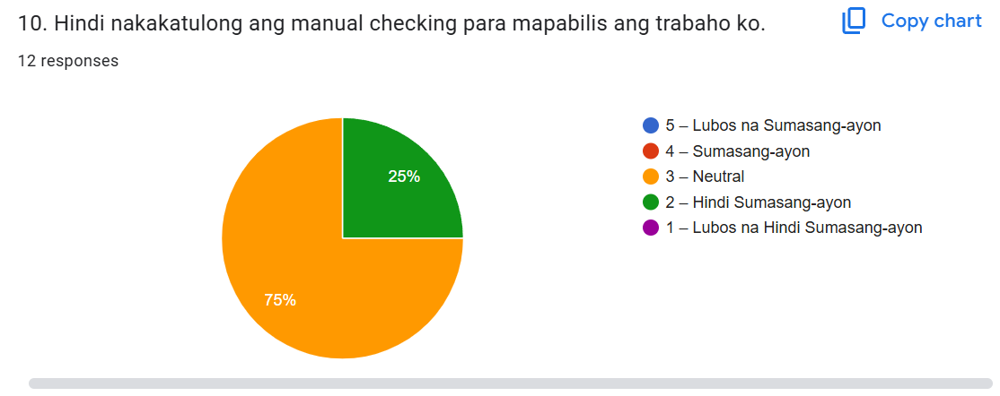 10. Hindi nakakatulong ang manual checking para mapabilis ang trabaho ko.
Copy chart
12 responses
25%
75%
5 – Lubos na Sumasang-ayon
4 – Sumasang-ayon
3 – Neutral
2 – Hindi Sumasang-ayon
1 – Lubos na Hindi Sumasang-ayon